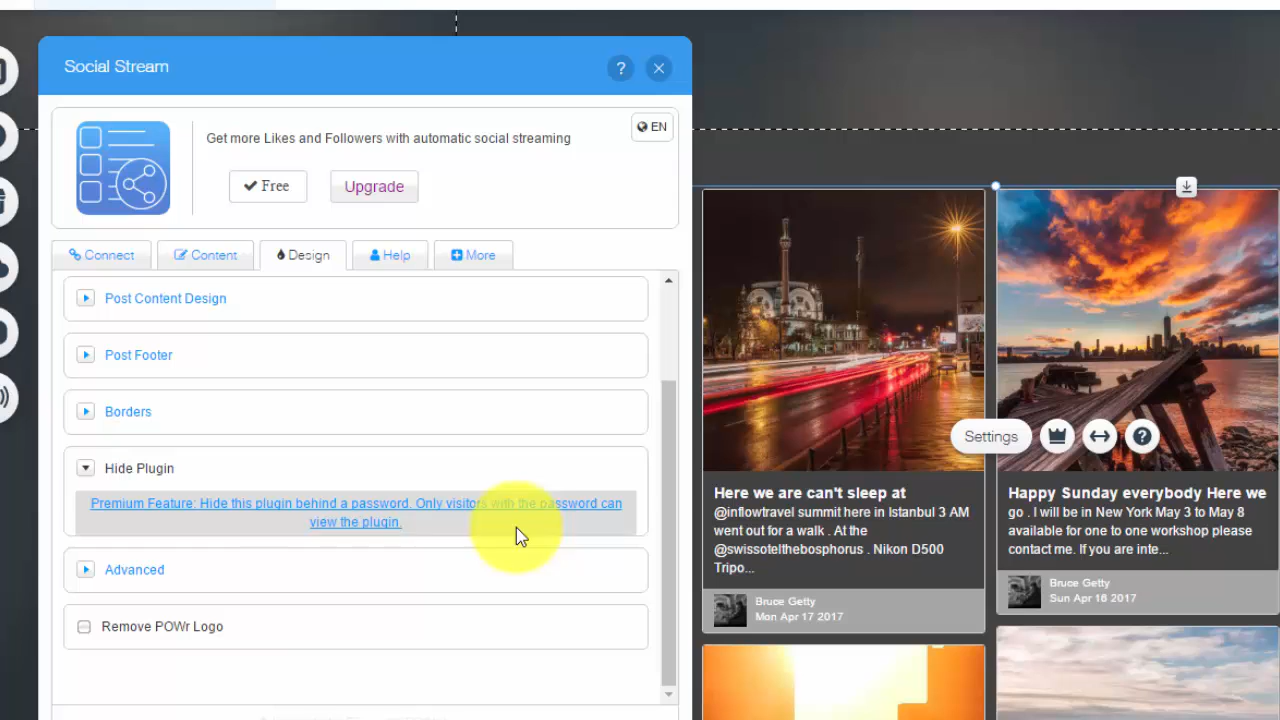 Social Stream
?
Get more Likes and Followers with automatic social streaming
EN
Free
Upgrade
Connect
Content
Design
Help
More
Post Content Design
Post Footer
Borders
Hide Plugin
Premium Feature: Hide this plugin behind a password. Only visitors with the password can
view the plugin.
Advanced
Remove POWr Logo
Settings
?
Here we are can't sleep at
@inflowtravel summit here in Istanbul 3 AM
went out for a walk . At the
@swissotelthebosphorus . Nikon D500
Tripo...
Bruce Getty
Mon Apr 17 2017
Happy Sunday everybody Here we
go . I will be in New York May 3 to May 8
available for one to one workshop please
contact me. If you are inte...
Bruce Getty
Sun Apr 16 2017